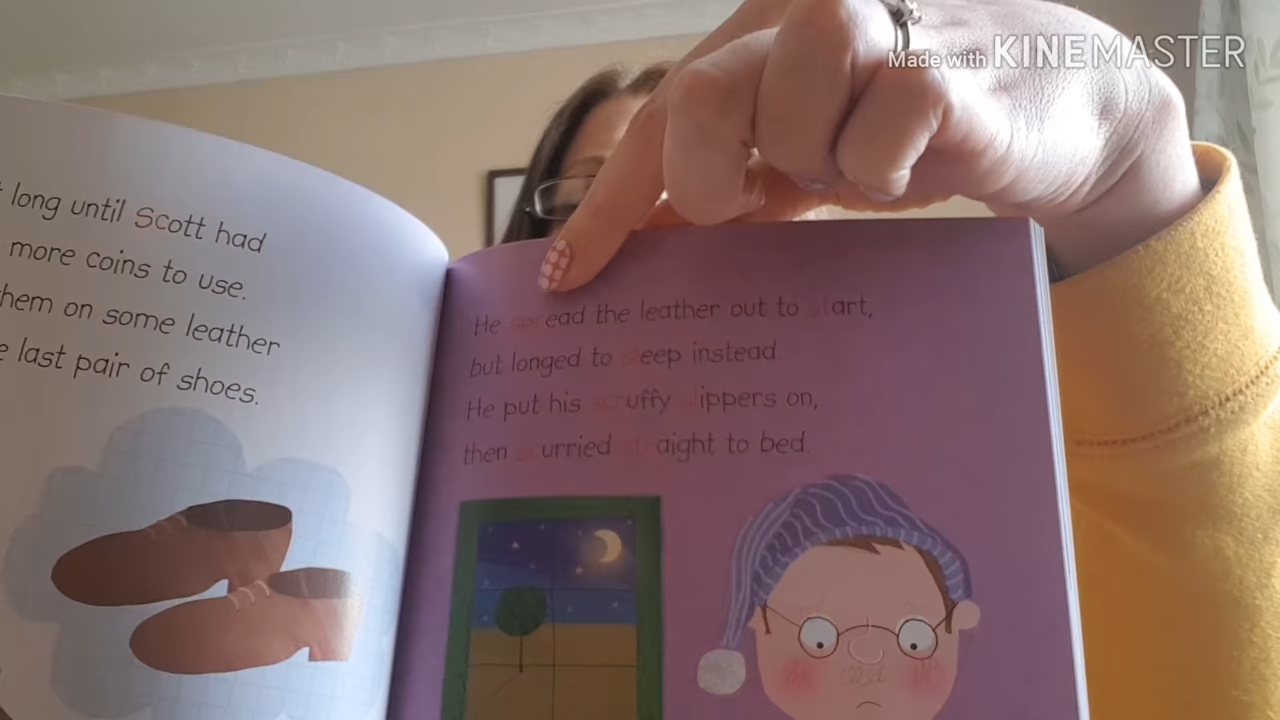 Made with KINEMASTER
long until Scott had
more coins to use.
them on some leather
last pair of shoes.
He spread the leather out to start,
but longed to sleep instead
He put his scruffy slippers on,
then scurried straight to bed.